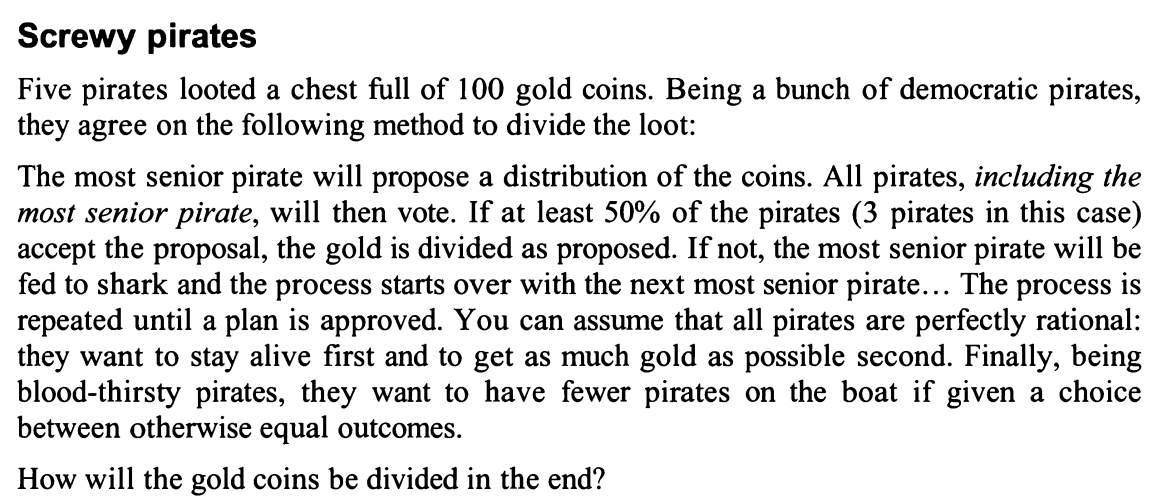 Screwy pirates
Five pirates looted a chest full of 100 gold coins. Being a bunch of democratic pirates,
they agree on the following method to divide the loot:
The most senior pirate will propose a distribution of the coins. All pirates, including the
most senior pirate, will then vote. If at least 50% of the pirates (3 pirates in this case)
accept the proposal, the gold is divided as proposed. If not, the most senior pirate will be
fed to shark and the process starts over with the next most senior pirate... The process is
repeated until a plan is approved. You can assume that all pirates are perfectly rational:
they want to stay alive first and to get as much gold as possible second. Finally, being
blood-thirsty pirates, they want to have fewer pirates on the boat if given a choice
between otherwise equal outcomes.
How will the gold coins be divided in the end?